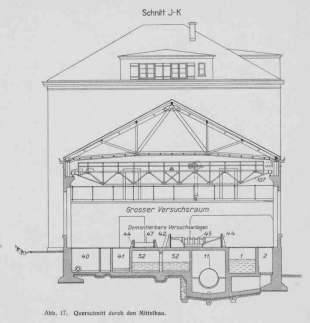 Schnitt J-K
107
Grosser Versuchsraum
Demontierbare Versuchsanlagen
44 47 42 45 44
40 41 52 52 11 1 2
Abb. 17. Querschnitt durch den Mittelbau.